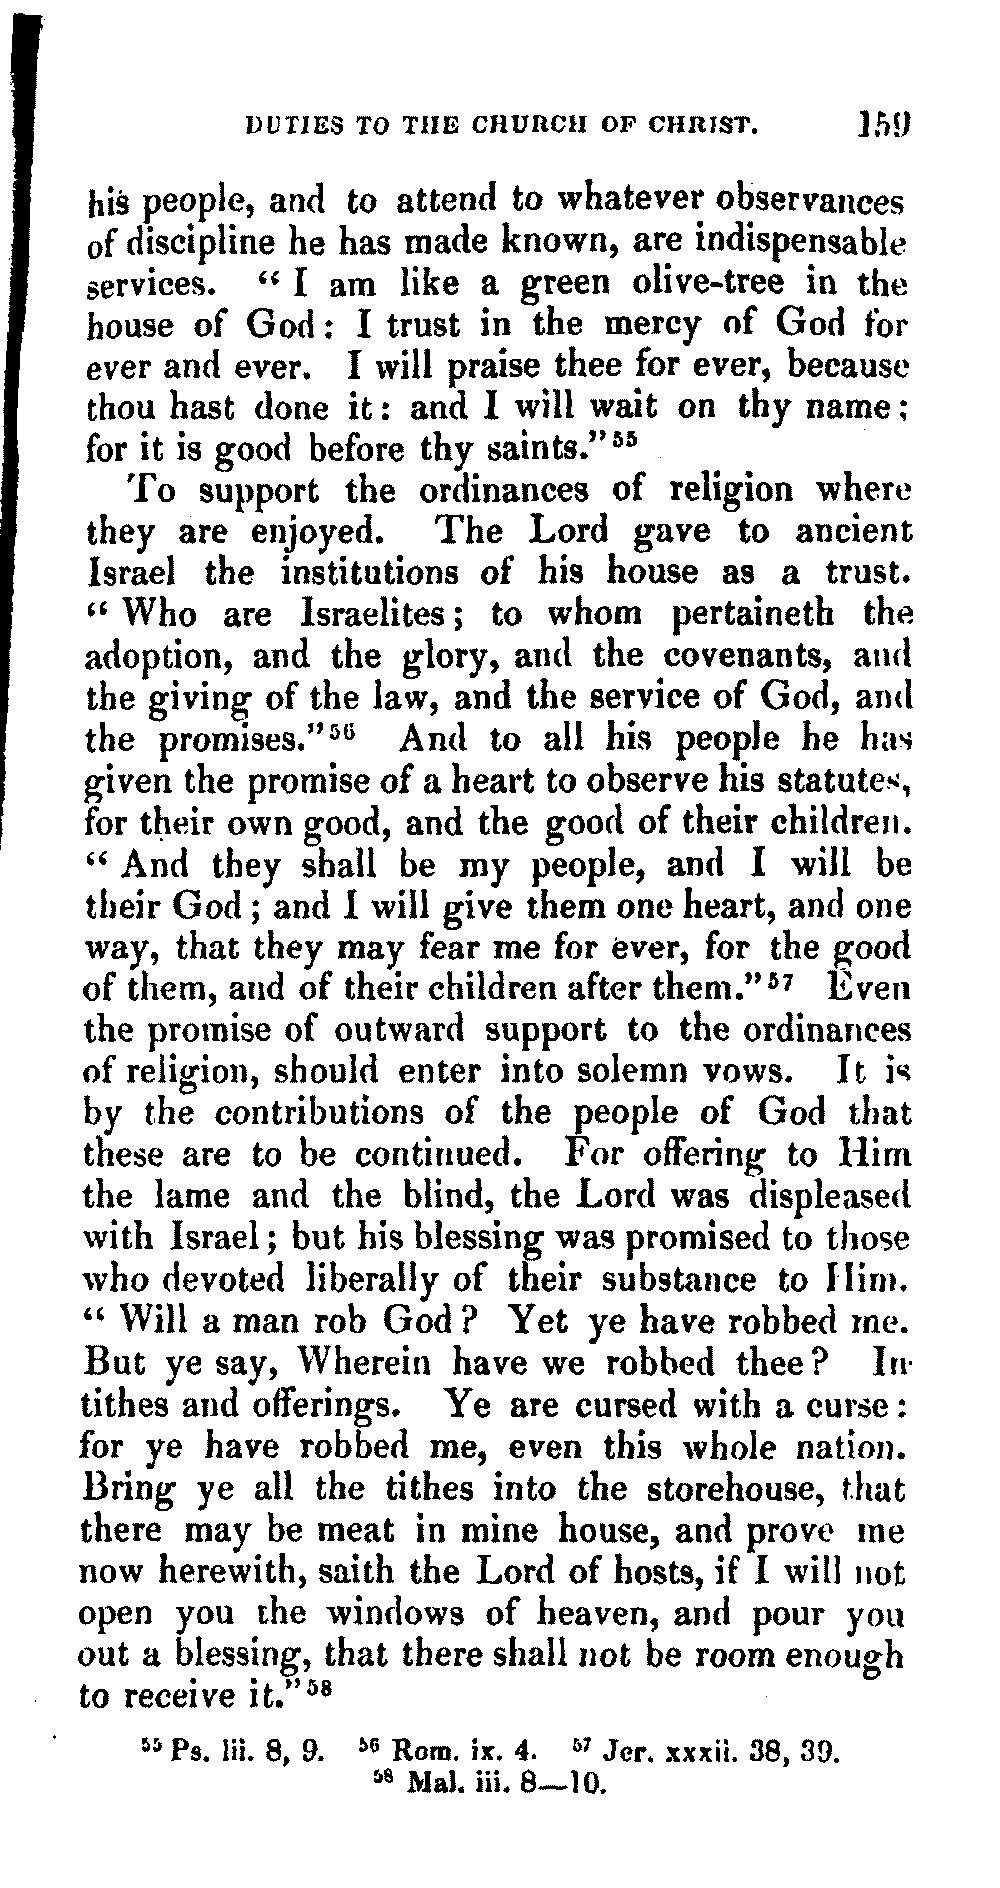 DUTIES TO THE CHURCH OF CHRIST. 159
his people, and to attend to whatever observances
of discipline he has made known, are indispensable
services. “ I am like a green olive-tree in the
house of God: I trust in the mercy of God for
ever and ever. I will praise thee for ever, because
thou hast done it: and I will wait on thy name;
for it is good before thy saints.”⁵⁵
To support the ordinances of religion where
they are enjoyed. The Lord gave to ancient
Israel the institutions of his house as a trust.
“ Who are Israelites; to whom pertaineth the
adoption, and the glory, and the covenants, and
the giving of the law, and the service of God, and
the promises.”⁵⁶ And to all his people he has
given the promise of a heart to observe his statutes,
for their own good, and the good of their children.
“ And they shall be my people, and I will be
their God; and I will give them one heart, and one
way, that they may fear me for ever, for the good
of them, and of their children after them.”⁵⁷ Even
the promise of outward support to the ordinances
of religion, should enter into solemn vows. It is
by the contributions of the people of God that
these are to be continued. For offering to Him
the lame and the blind, the Lord was displeased
with Israel; but his blessing was promised to those
who devoted liberally of their substance to Him.
“ Will a man rob God? Yet ye have robbed me.
But ye say, Wherein have we robbed thee? In
tithes and offerings. Ye are cursed with a curse:
for ye have robbed me, even this whole nation.
Bring ye all the tithes into the storehouse, that
there may be meat in mine house, and prove me
now herewith, saith the Lord of hosts, if I will not
open you the windows of heaven, and pour you
out a blessing, that there shall not be room enough
to receive it.”⁵⁸
⁵⁵ Ps. lii. 8, 9. ⁵⁶ Rom. ix. 4. ⁵⁷ Jer. xxxii. 38, 39.
⁵⁸ Mal. iii. 8—10.